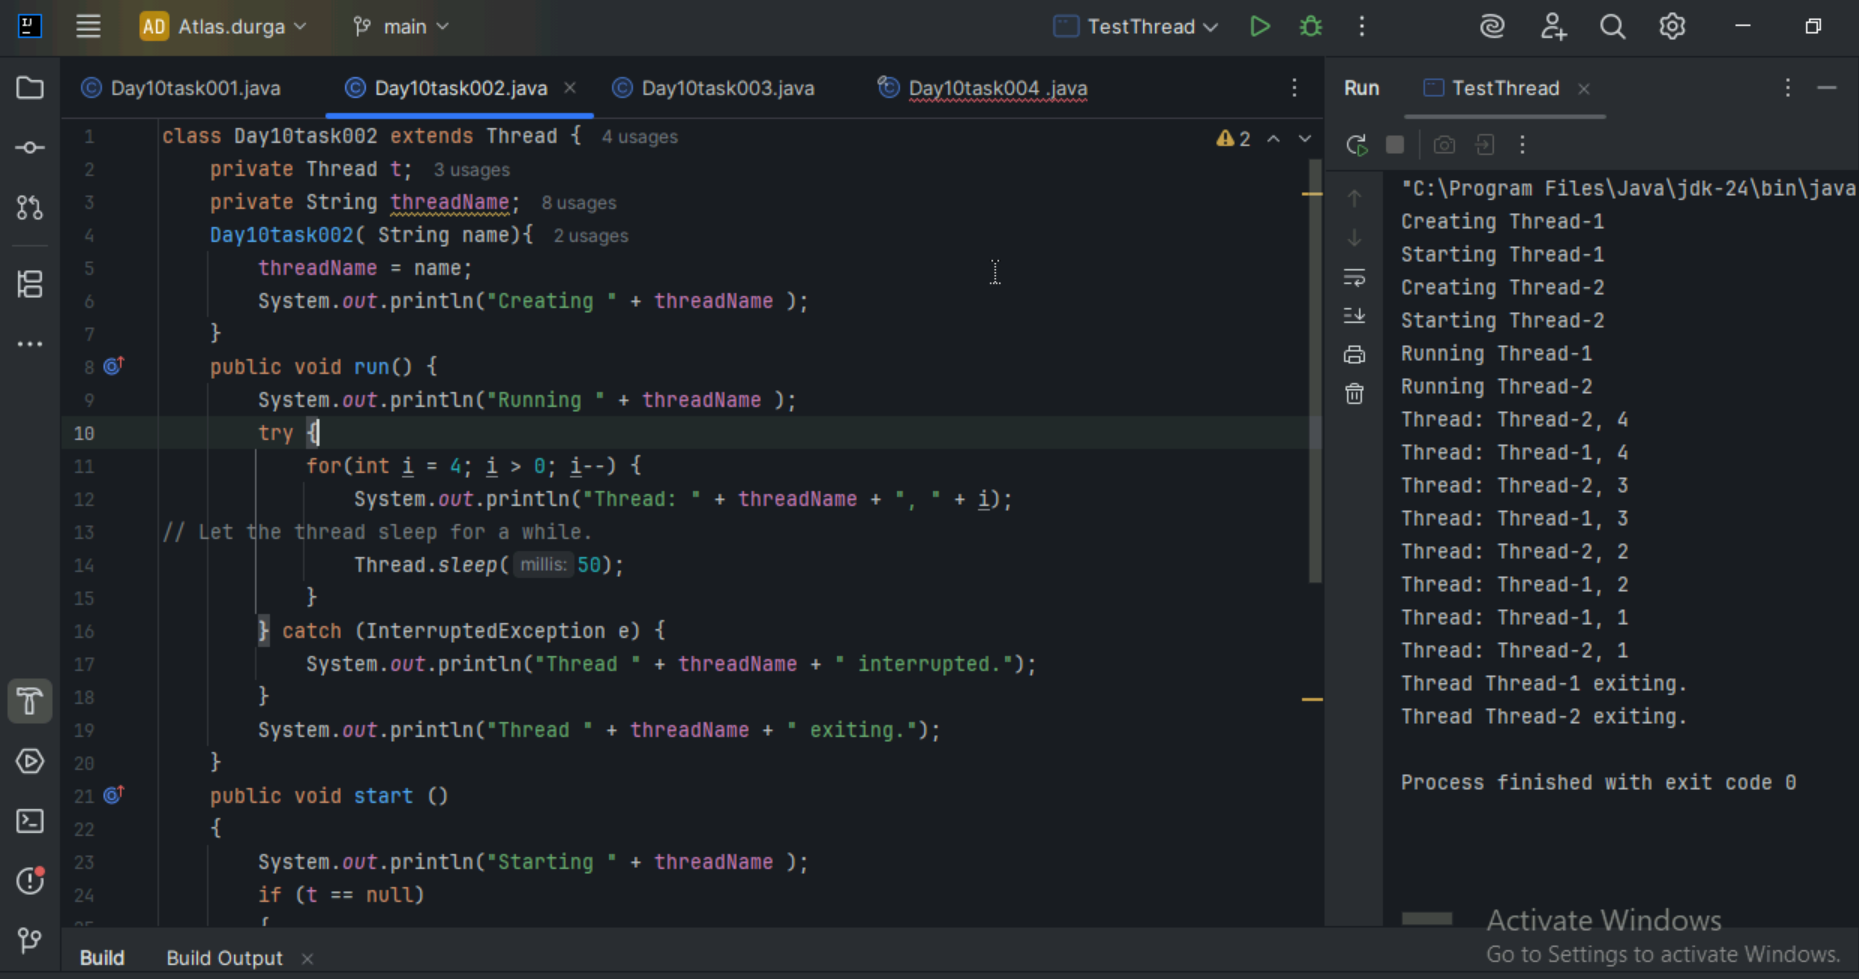 AD Atlas.durga main TestThread
Day10task001.java Day10task002.java Day10task003.java Day10task004 .java Run TestThread
1 class Day10task002 extends Thread { 4 usages
2
2 private Thread t; 3 usages
3 private String threadName; 8 usages
4 Day10task002( String name){ 2 usages
5 threadName = name;
6 System.out.println("Creating " + threadName );
7 }
8 public void run() {
9 System.out.println("Running " + threadName );
10 try {
11 for(int i = 4; i > 0; i--) {
12 System.out.println("Thread: " + threadName + ", " + i);
13 // Let the thread sleep for a while.
14 Thread.sleep( millis: 50);
15 }
16 } catch (InterruptedException e) {
17 System.out.println("Thread " + threadName + " interrupted.");
18 }
19 System.out.println("Thread " + threadName + " exiting.");
20 }
21 public void start ()
22 {
23 System.out.println("Starting " + threadName );
24 if (t == null)
{
"C:\Program Files\Java\jdk-24\bin\java
Creating Thread-1
Starting Thread-1
Creating Thread-2
Starting Thread-2
Running Thread-1
Running Thread-2
Thread: Thread-2, 4
Thread: Thread-1, 4
Thread: Thread-2, 3
Thread: Thread-1, 3
Thread: Thread-2, 2
Thread: Thread-1, 2
Thread: Thread-1, 1
Thread: Thread-2, 1
Thread Thread-1 exiting.
Thread Thread-2 exiting.
Process finished with exit code 0
Activate Windows
Go to Settings to activate Windows.
Build Build Output